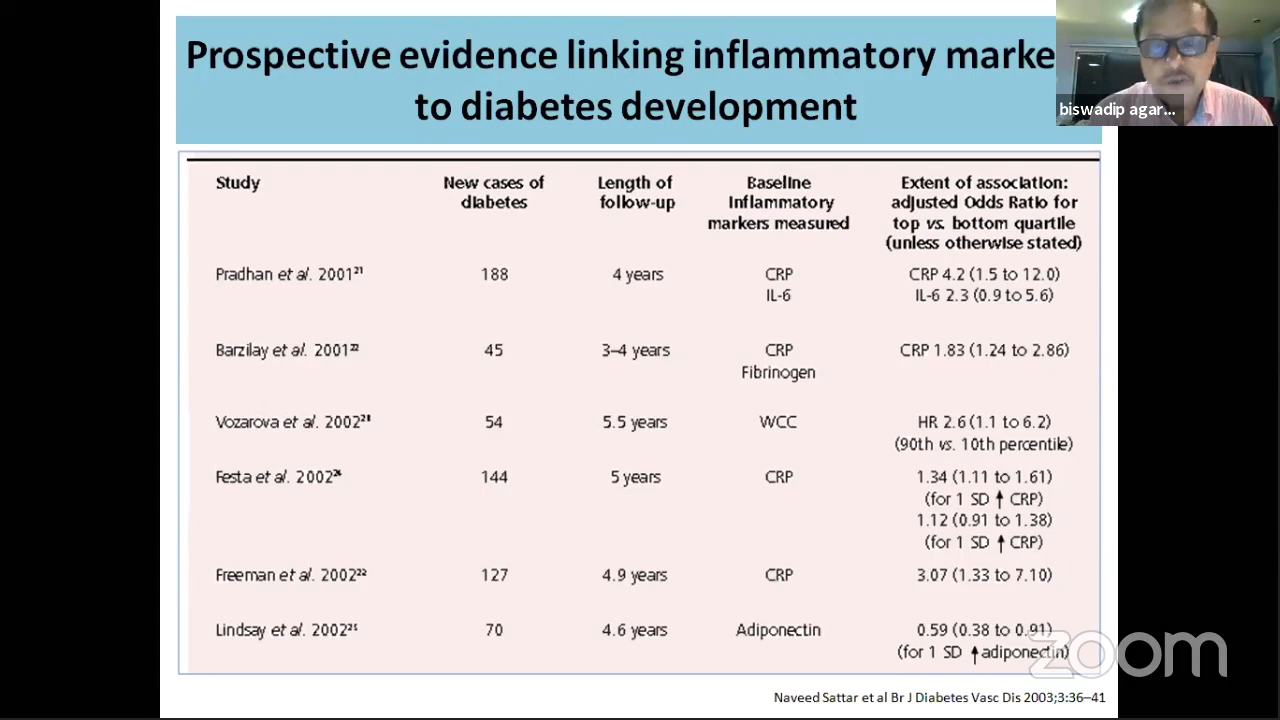 Prospective evidence linking inflammatory marke
to diabetes development
biswadip agar...
Study
New cases of
diabetes
Length of
follow-up
Baseline
Inflammatory
markers measured
Extent of association:
adjusted Odds Ratio for
top vs. bottom quartile
(unless otherwise stated)
Pradhan et al. 2001²¹ 188 4 years CRP CRP 4.2 (1.5 to 12.0)
IL-6 IL-6 2.3 (0.9 to 5.6)
Barzilay et al. 2001²² 45 3–4 years CRP CRP 1.83 (1.24 to 2.86)
Fibrinogen
Vozarova et al. 2002 54 5.5 years WCC HR 2.6 (1.1 to 6.2)
(90th vs. 10th percentile)
Festa et al. 2002 144 5 years CRP 1.34 (1.11 to 1.61)
(for 1 SD ↑ CRP)
1.12 (0.91 to 1.38)
(for 1 SD ↑ CRP)
Freeman et al. 2002²² 127 4.9 years CRP 3.07 (1.33 to 7.10)
Lindsay et al. 2002 70 4.6 years Adiponectin 0.59 (0.38 to 0.91)
(for 1 SD ↑ adiponectin)
zoom
Naveed Sattar et al Br J Diabetes Vasc Dis 2003;3:36–41